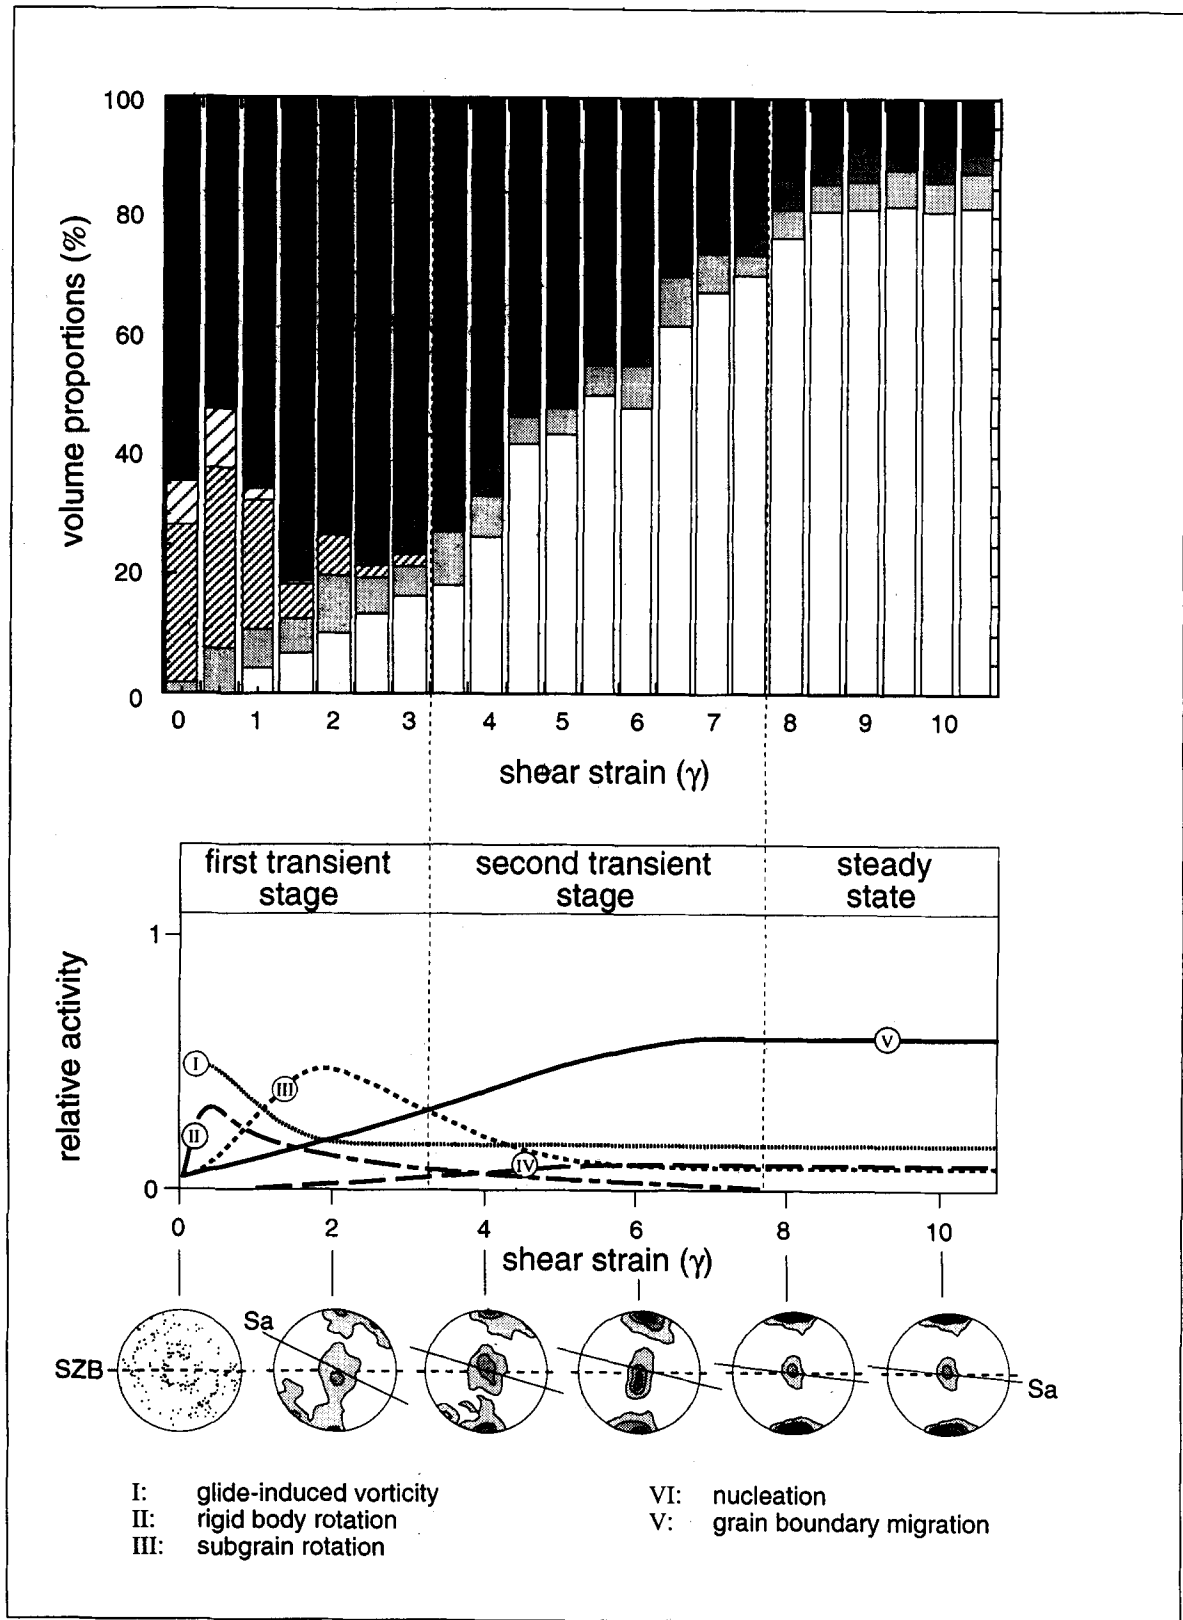 100
80
60
40
20
0
volume proportions (%)
0 1 2 3 4 5 6 7 8 9 10
shear strain (γ)
first transient stage
second transient stage
steady state
1
0
relative activity
I
II
III
IV
V
0 2 4 6 8 10
shear strain (γ)
Sa
SZB
Sa
I: glide-induced vorticity
II: rigid body rotation
III: subgrain rotation
VI: nucleation
V: grain boundary migration